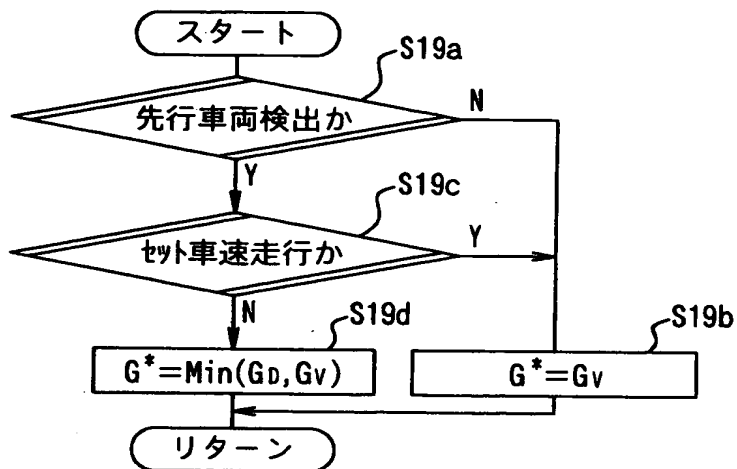 スタート
S19a
先行車両検出か
N
Y
S19c
セット車速走行か
Y
N
S19d
S19b
G*=Min(GD,GV)
G*=GV
リターン